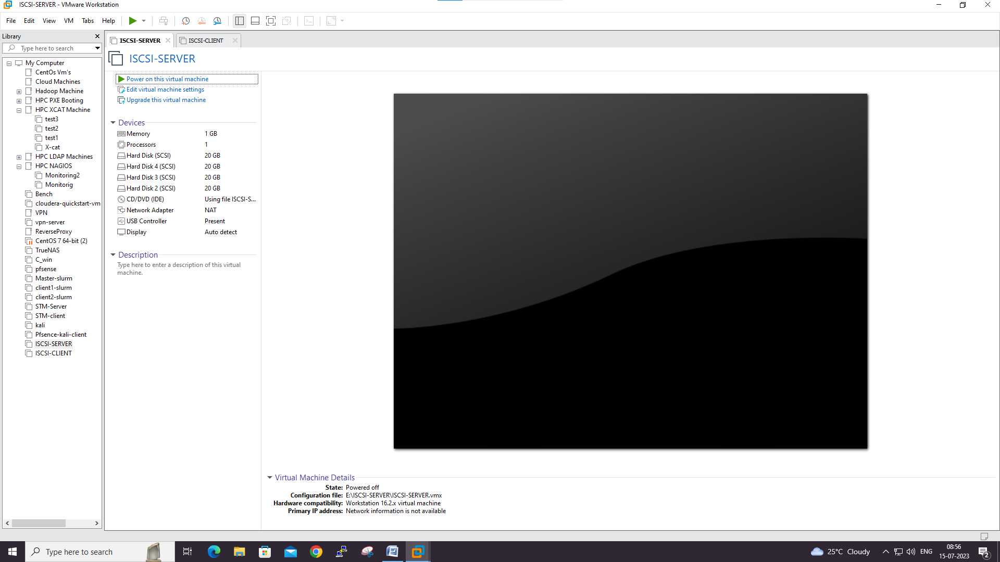 ISCSI-SERVER - VMware Workstation
File Edit View VM Tabs Help
Library
Type here to search
My Computer
CentOs Vm's
Cloud Machines
Hadoop Machine
HPC PXE Booting
HPC XCAT Machine
test3
test2
test1
X-cat
HPC LDAP Machines
HPC NAGIOS
Monitoring2
Monitorig
Bench
cloudera-quickstart-vm
VPN
vpn-server
ReverseProxy
CentOS 7 64-bit (2)
TrueNAS
C_win
pfsense
Master-slurm
client1-slurm
client2-slurm
STM-Server
STM-client
kali
Pfsence-kali-client
ISCSI-SERVER
ISCSI-CLIENT
ISCSI-SERVER ISCSI-CLIENT
ISCSI-SERVER
Power on this virtual machine
Edit virtual machine settings
Upgrade this virtual machine
Devices
Memory 1 GB
Processors 1
Hard Disk (SCSI) 20 GB
Hard Disk 4 (SCSI) 20 GB
Hard Disk 3 (SCSI) 20 GB
Hard Disk 2 (SCSI) 20 GB
CD/DVD (IDE) Using file ISCSI-S...
Network Adapter NAT
USB Controller Present
Display Auto detect
Description
Type here to enter a description of this virtual
machine.
Virtual Machine Details
State: Powered off
Configuration file: E:\ISCSI-SERVER\ISCSI-SERVER.vmx
Hardware compatibility: Workstation 16.2.x virtual machine
Primary IP address: Network information is not available
Type here to search
25°C Cloudy
ENG
08:56
15-07-2023
2